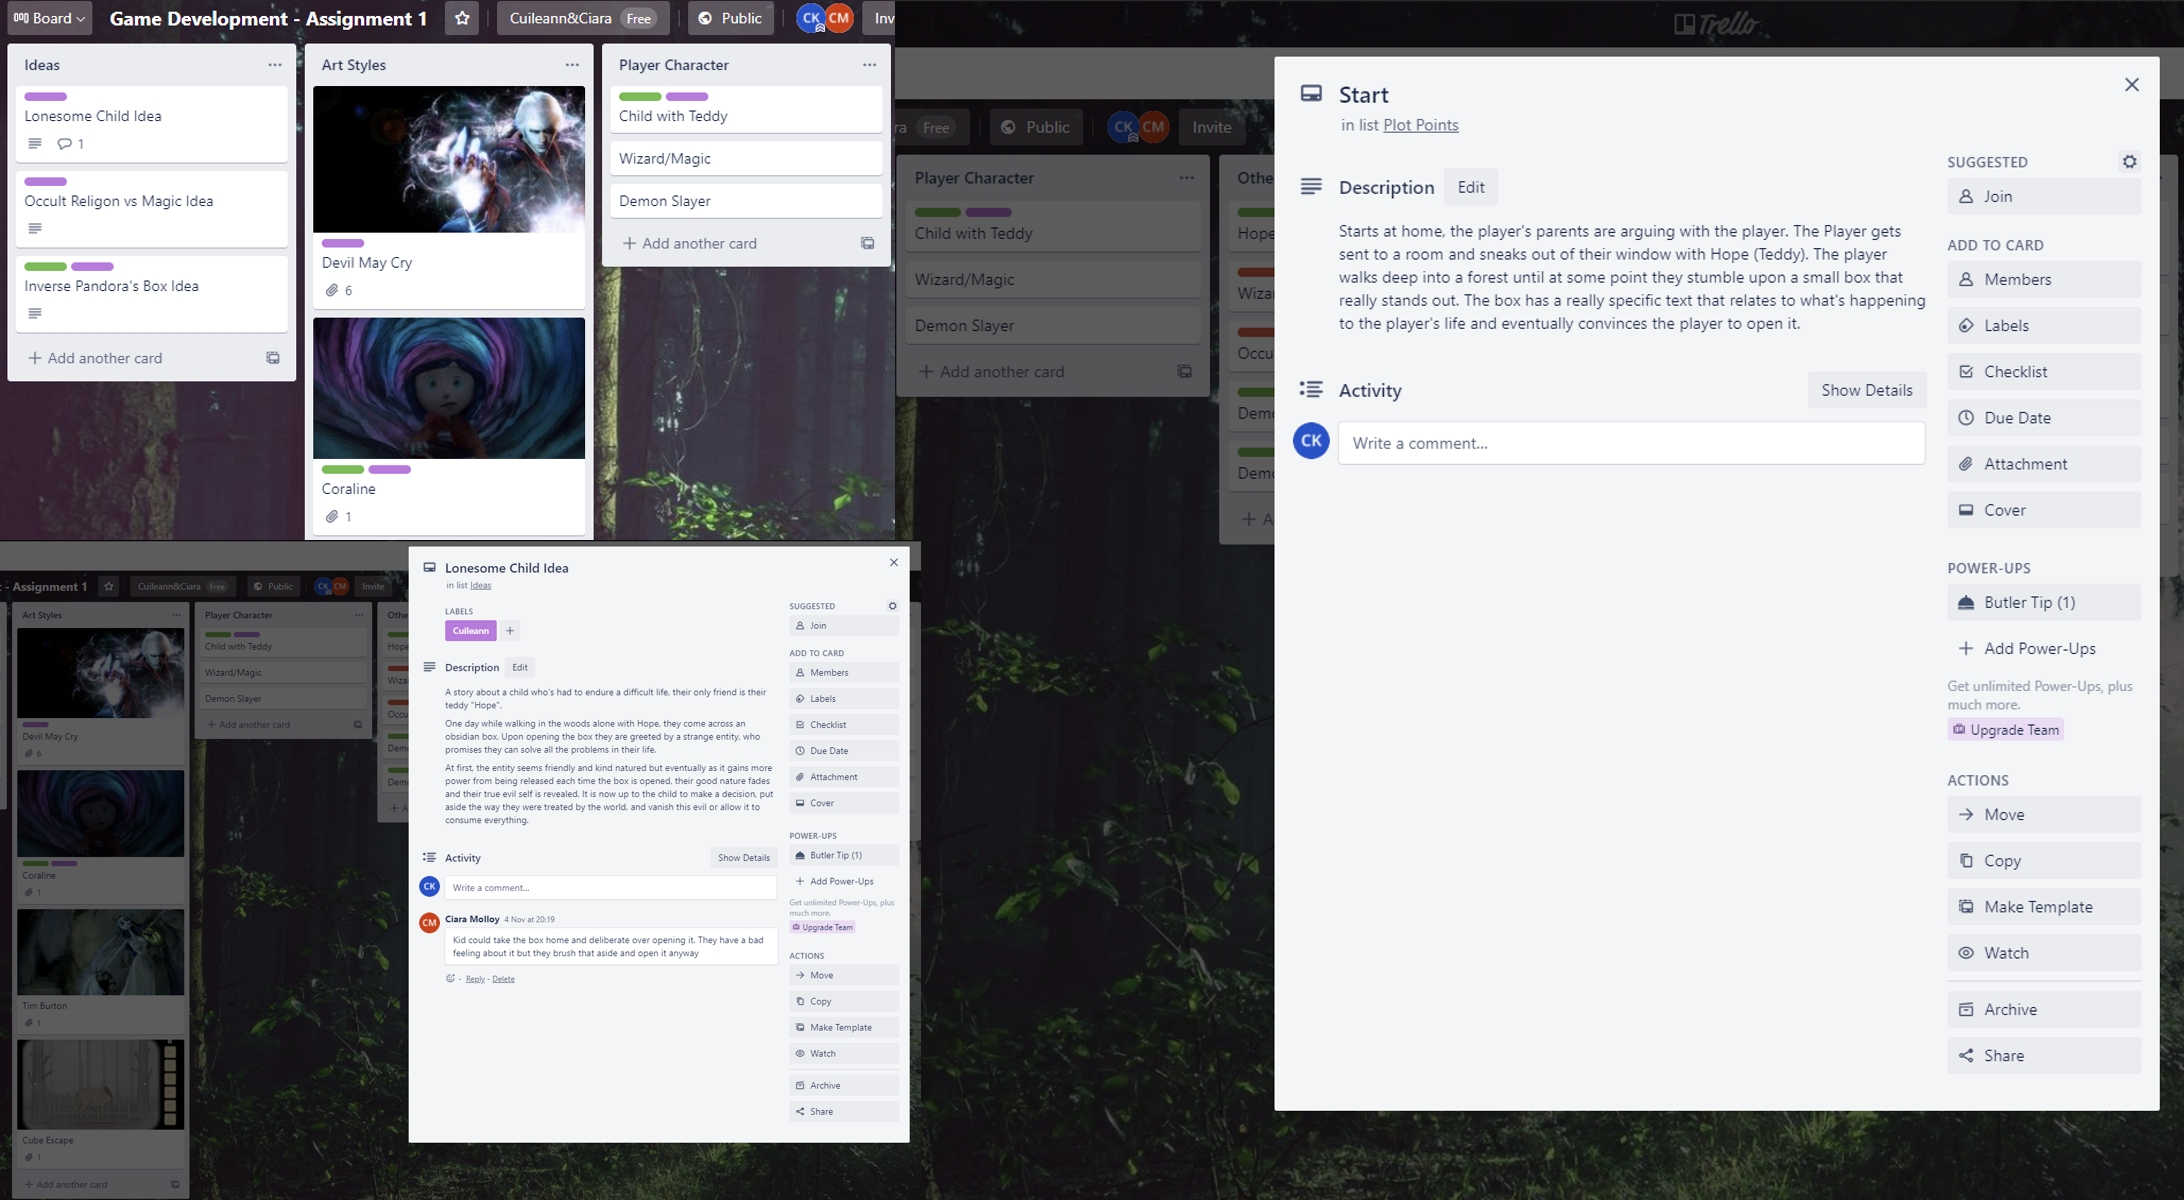 Board
Game Development - Assignment 1
Cuileann&Ciara Free
Public
CK CM
Inv
Ideas
Lonesome Child Idea
1
Occult Religon vs Magic Idea
Inverse Pandora's Box Idea
Add another card
Art Styles
Devil May Cry
6
Coraline
1
Player Character
Child with Teddy
Wizard/Magic
Demon Slayer
Add another card
Trello
Free
Public
CK CM
Invite
Player Character
Child with Teddy
Wizard/Magic
Demon Slayer
Add another card
Othe
Hope
Wizar
Occu
Demo
Demo
Start
in list Plot Points
Description Edit
Starts at home, the player's parents are arguing with the player. The Player gets
sent to a room and sneaks out of their window with Hope (Teddy). The player
walks deep into a forest until at some point they stumble upon a small box that
really stands out. The box has a really specific text that relates to what's happening
to the player's life and eventually convinces the player to open it.
Activity
Show Details
CK
Write a comment...
SUGGESTED
Join
ADD TO CARD
Members
Labels
Checklist
Due Date
Attachment
Cover
POWER-UPS
Butler Tip (1)
Add Power-Ups
Get unlimited Power-Ups, plus
much more.
Upgrade Team
ACTIONS
Move
Copy
Make Template
Watch
Archive
Share
- Assignment 1
Cuileann&Ciara Free
Public
CK CM
Invite
Art Styles
Devil May Cry
6
Coraline
1
Tim Burton
1
Cube Escape
1
Add another card
Player Character
Child with Teddy
Wizard/Magic
Demon Slayer
Add another card
Othe
Hope
Wiza
Occu
Demo
Demo
Lonesome Child Idea
in list Ideas
LABELS
Cuileann
Description Edit
A story about a child who's had to endure a difficult life, their only friend is their
teddy "Hope".
One day while walking in the woods alone with Hope, they come across an
obsidian box. Upon opening the box they are greeted by a strange entity, who
promises they can solve all the problems in their life.
At first, the entity seems friendly and kind natured but eventually as it gains more
power from being released each time the box is opened, their good nature fades
and their true evil self is revealed. It is now up to the child to make a decision, put
aside the way they were treated by the world, and vanish this evil or allow it to
consume everything.
Activity
Show Details
CK
Write a comment...
CM
Ciara Molloy 4 Nov at 20:19
Kid could take the box home and deliberate over opening it. They have a bad
feeling about it but they brush that aside and open it anyway
- Reply - Delete
SUGGESTED
Join
ADD TO CARD
Members
Labels
Checklist
Due Date
Attachment
Cover
POWER-UPS
Butler Tip (1)
Add Power-Ups
Get unlimited Power-Ups, plus
much more.
Upgrade Team
ACTIONS
Move
Copy
Make Template
Watch
Archive
Share